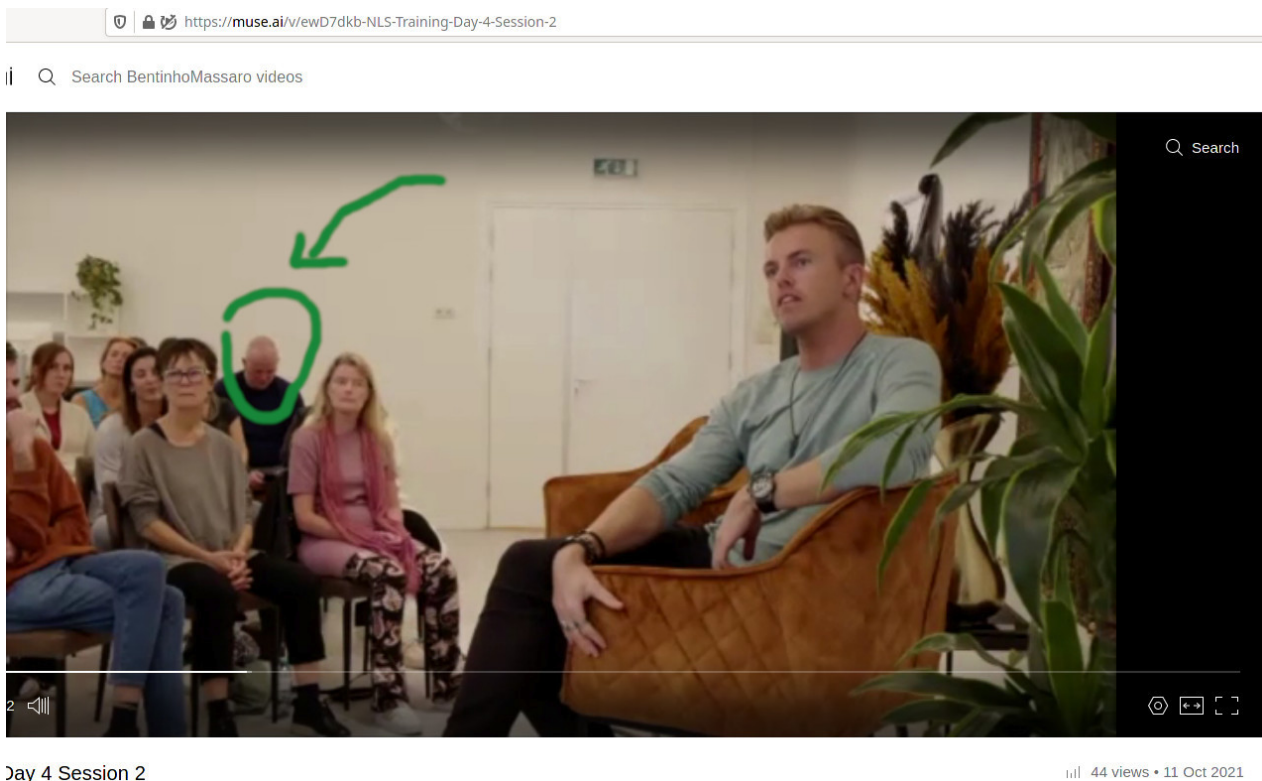 https://muse.ai/v/ewD7dkb-NLS-Training-Day-4-Session-2
Search BentinhoMassaro videos
Search
2
Day 4 Session 2
44 views • 11 Oct 2021